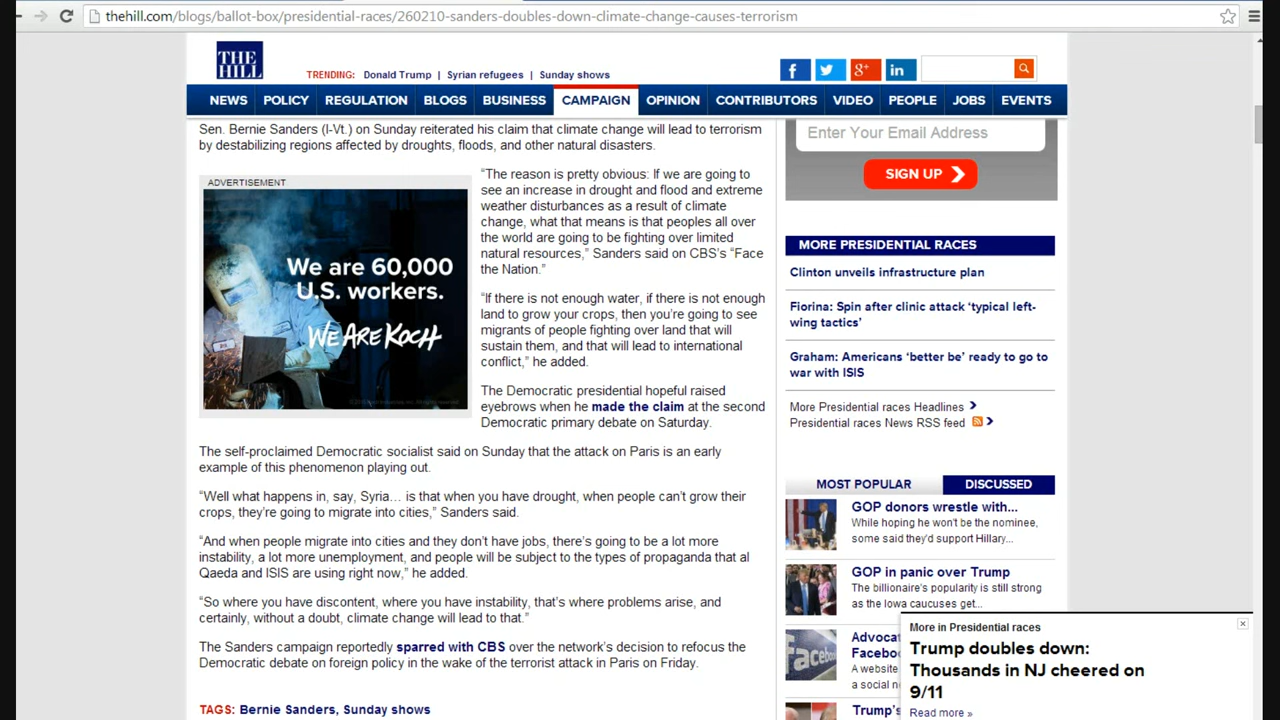 thehill.com/blogs/ballot-box/presidential-races/260210-sanders-doubles-down-climate-change-causes-terrorism
THE
HILL
TRENDING: Donald Trump | Syrian refugees | Sunday shows
NEWS POLICY REGULATION BLOGS BUSINESS CAMPAIGN OPINION CONTRIBUTORS VIDEO PEOPLE JOBS EVENTS
Sen. Bernie Sanders (I-Vt.) on Sunday reiterated his claim that climate change will lead to terrorism
by destabilizing regions affected by droughts, floods, and other natural disasters.
ADVERTISEMENT
We are 60,000
U.S. workers.
WE ARE KOCH
“The reason is pretty obvious: If we are going to
see an increase in drought and flood and extreme
weather disturbances as a result of climate
change, what that means is that peoples all over
the world are going to be fighting over limited
natural resources,” Sanders said on CBS’s “Face
the Nation.”
“If there is not enough water, if there is not enough
land to grow your crops, then you’re going to see
migrants of people fighting over land that will
sustain them, and that will lead to international
conflict,” he added.
The Democratic presidential hopeful raised
eyebrows when he made the claim at the second
Democratic primary debate on Saturday.
The self-proclaimed Democratic socialist said on Sunday that the attack on Paris is an early
example of this phenomenon playing out.
“Well what happens in, say, Syria… is that when you have drought, when people can’t grow their
crops, they’re going to migrate into cities,” Sanders said.
“And when people migrate into cities and they don’t have jobs, there’s going to be a lot more
instability, a lot more unemployment, and people will be subject to the types of propaganda that al
Qaeda and ISIS are using right now,” he added.
“So where you have discontent, where you have instability, that’s where problems arise, and
certainly, without a doubt, climate change will lead to that.”
The Sanders campaign reportedly sparred with CBS over the network’s decision to refocus the
Democratic debate on foreign policy in the wake of the terrorist attack in Paris on Friday.
TAGS: Bernie Sanders, Sunday shows
Enter Your Email Address
SIGN UP
MORE PRESIDENTIAL RACES
Clinton unveils infrastructure plan
Fiorina: Spin after clinic attack ‘typical left-
wing tactics’
Graham: Americans ‘better be’ ready to go to
war with ISIS
More Presidential races Headlines
Presidential races News RSS feed
MOST POPULAR DISCUSSED
GOP donors wrestle with...
While hoping he won't be the nominee,
some said they'd support Hillary...
GOP in panic over Trump
The billionaire's popularity is still strong
as the Iowa caucuses get...
Advocat
Facebo
A website
a social n
Trump's
More in Presidential races
Trump doubles down:
Thousands in NJ cheered on
9/11
Read more »